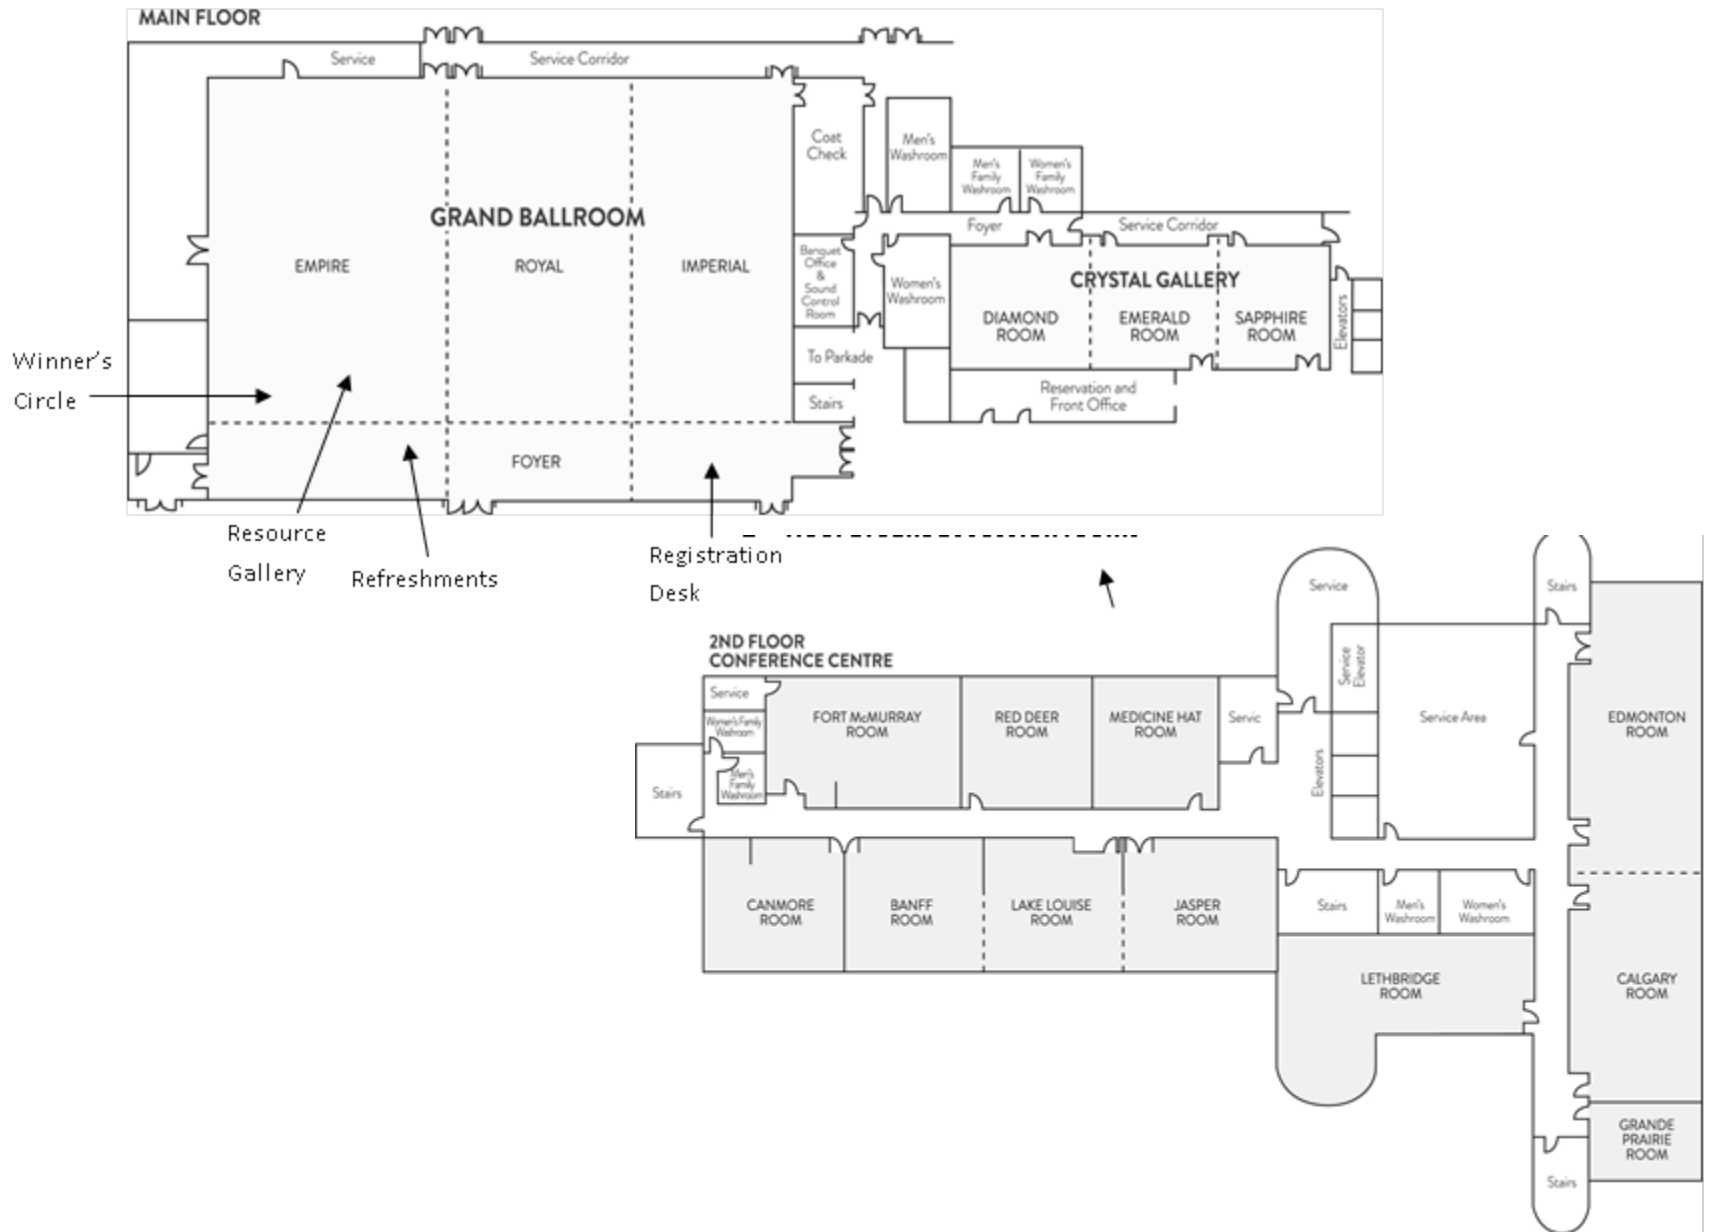 MAIN FLOOR
Service
Service Corridor
Coat
Check
Men's
Washroom
Men's
Family
Washroom
Women's
Family
Washroom
GRAND BALLROOM
Foyer
Service Corridor
EMPIRE
ROYAL
IMPERIAL
Banquet
Office
&
Sound
Control
Room
Women's
Washroom
CRYSTAL GALLERY
DIAMOND
ROOM
EMERALD
ROOM
SAPPHIRE
ROOM
Elevators
Winner's
Circle
To Parkade
Stairs
Reservation and
Front Office
FOYER
Resource
Gallery
Refreshments
Registration
Desk
2ND FLOOR
CONFERENCE CENTRE
Service
Stairs
Service
Women's Family
Washroom
Men's
Family
Washroom
Stairs
FORT McMURRAY
ROOM
RED DEER
ROOM
MEDICINE HAT
ROOM
Servic
Service
Elevator
Elevators
Service Area
EDMONTON
ROOM
CANMORE
ROOM
BANFF
ROOM
LAKE LOUISE
ROOM
JASPER
ROOM
Stairs
Men's
Washroom
Women's
Washroom
LETHBRIDGE
ROOM
CALGARY
ROOM
GRANDE
PRAIRIE
ROOM
Stairs